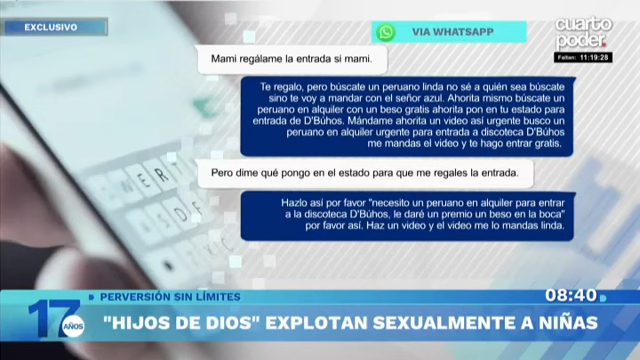 EXCLUSIVO
VIA WHATSAPP
cuarto
poder.
Faltan: 11:19:28
Mami regálame la entrada si mami.
Te regalo, pero búscate un peruano linda no sé a quién sea búscate
sino te voy a mandar con el señor azul. Ahorita mismo búscate un
peruano en alquiler con un beso gratis ahorita pon en tu estado para
entrada de D'Búhos. Mándame ahorita un video así urgente busco un
peruano en alquiler urgente para entrada a discoteca D'Búhos
me mandas el video y te hago entrar gratis.
Pero dime qué pongo en el estado para que me regales la entrada.
Hazlo así por favor "necesito un peruano en alquiler para entrar
a la discoteca D'Búhos, le daré un premio un beso en la boca"
por favor así. Haz un video y el video me lo mandas linda.
17
AÑOS
PERVERSIÓN SIN LÍMITES
08:40
"HIJOS DE DIOS" EXPLOTAN SEXUALMENTE A NIÑAS